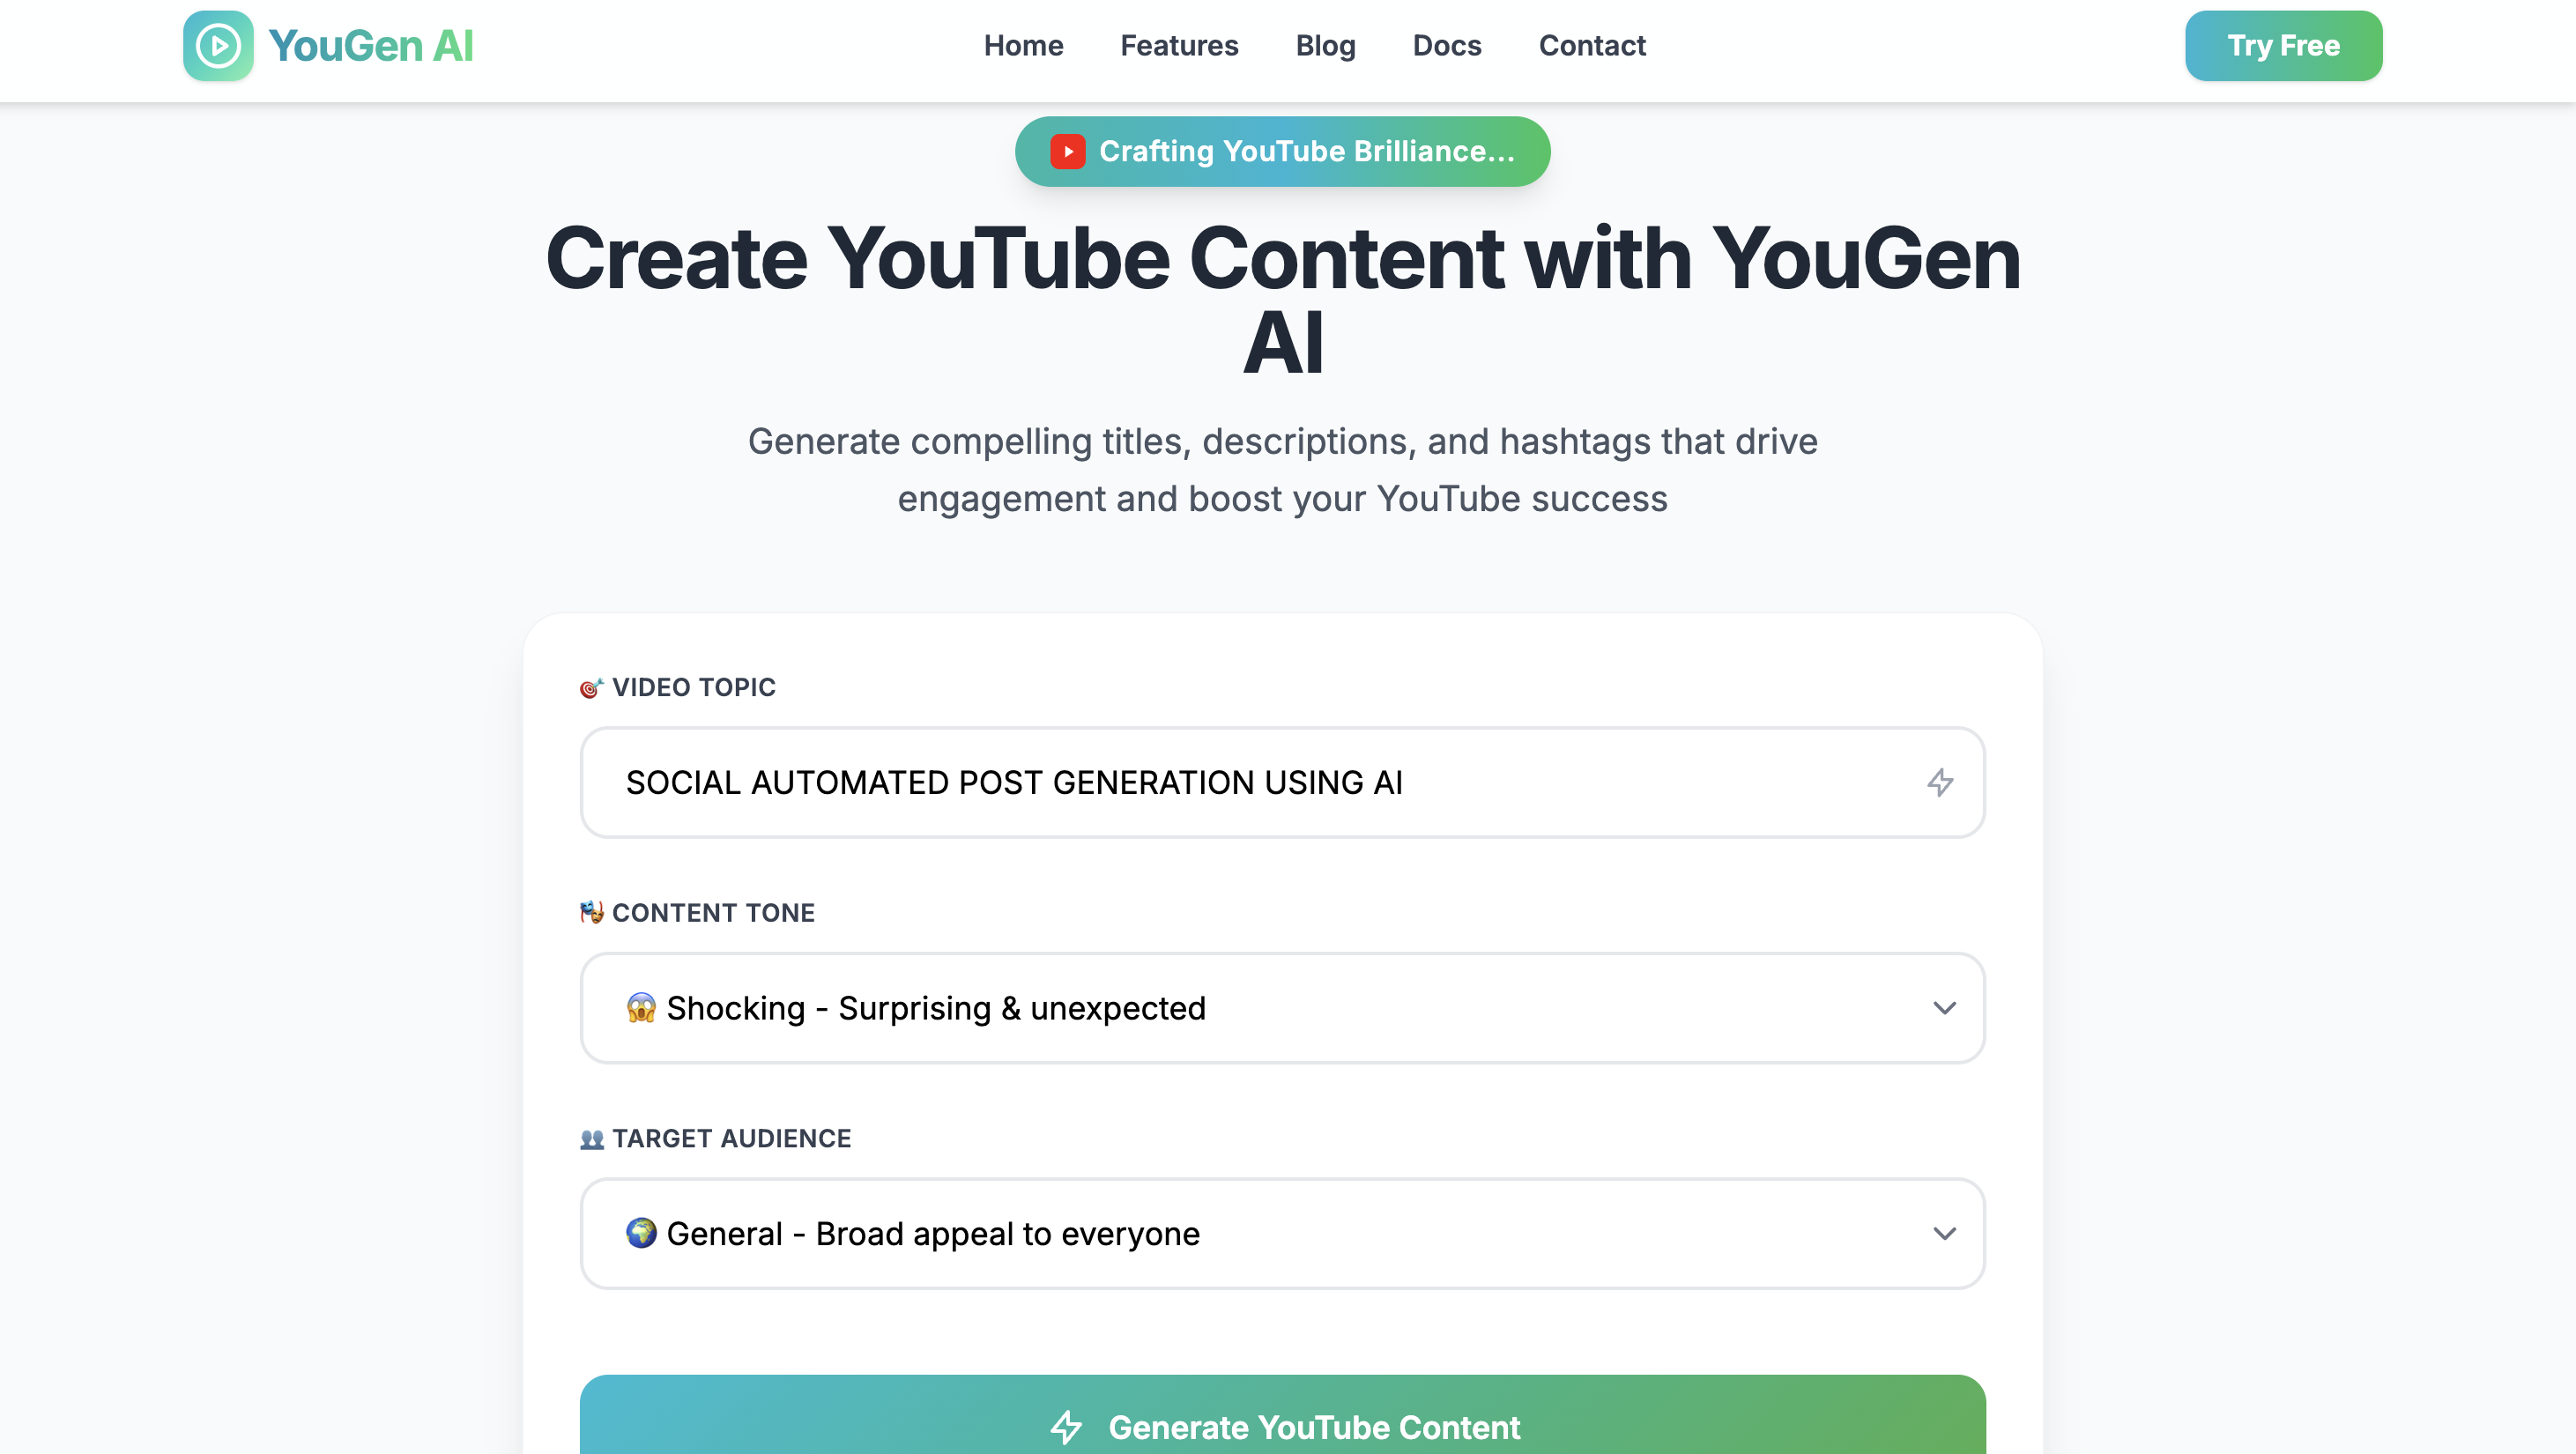 YouGen AI
Home
Features
Blog
Docs
Contact
Try Free
Crafting YouTube Brilliance...
Create YouTube Content with YouGen
AI
Generate compelling titles, descriptions, and hashtags that drive
engagement and boost your YouTube success
🎯 VIDEO TOPIC
SOCIAL AUTOMATED POST GENERATION USING AI
🎭 CONTENT TONE
😱 Shocking - Surprising & unexpected
👥 TARGET AUDIENCE
🌍 General - Broad appeal to everyone
Generate YouTube Content